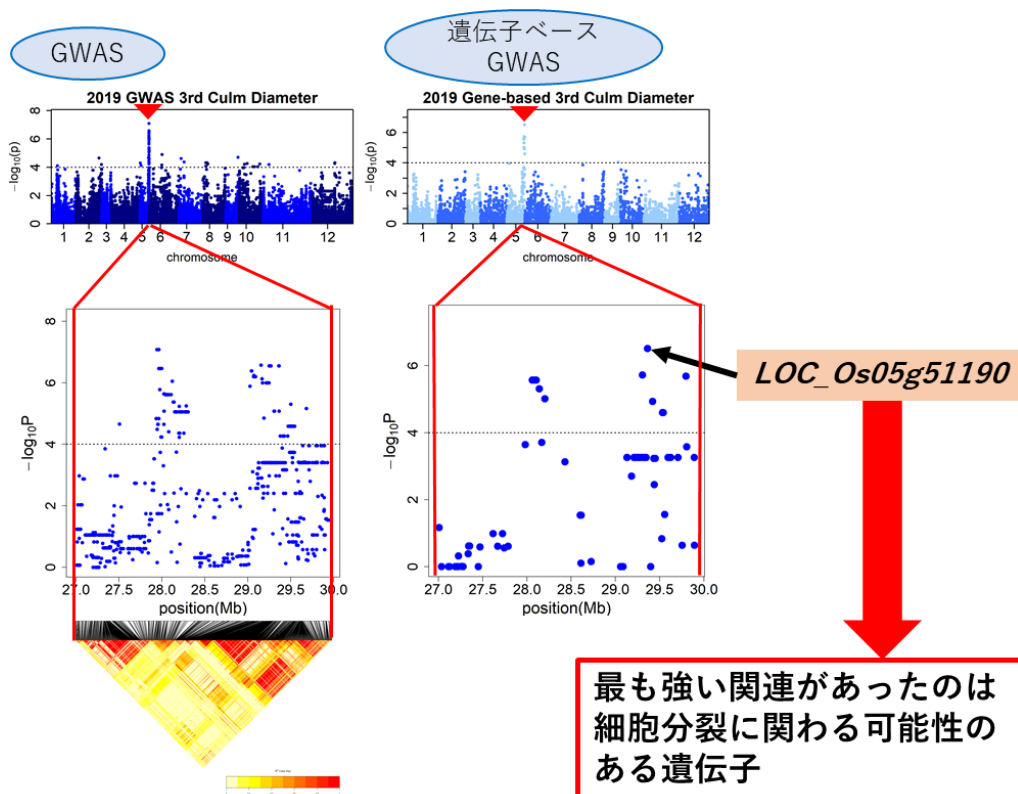 GWAS
遺伝子ベース
GWAS
2019 GWAS 3rd Culm Diameter
8
6
4
2
0
−log10(p)
1 2 3 4 5 6 7 8 9 10 11 12
chromosome
2019 Gene-based 3rd Culm Diameter
6
4
2
0
−log10(p)
1 2 3 4 5 6 7 8 9 10 12
chromosome
8
6
4
2
0
−log10P
27.0 27.5 28.0 28.5 29.0 29.5 30.0
position(Mb)
6
4
2
0
−log10P
27.0 27.5 28.0 28.5 29.0 29.5 30.0
position(Mb)
LOC_Os05g51190
最も強い関連があったのは
細胞分裂に関わる可能性の
ある遺伝子